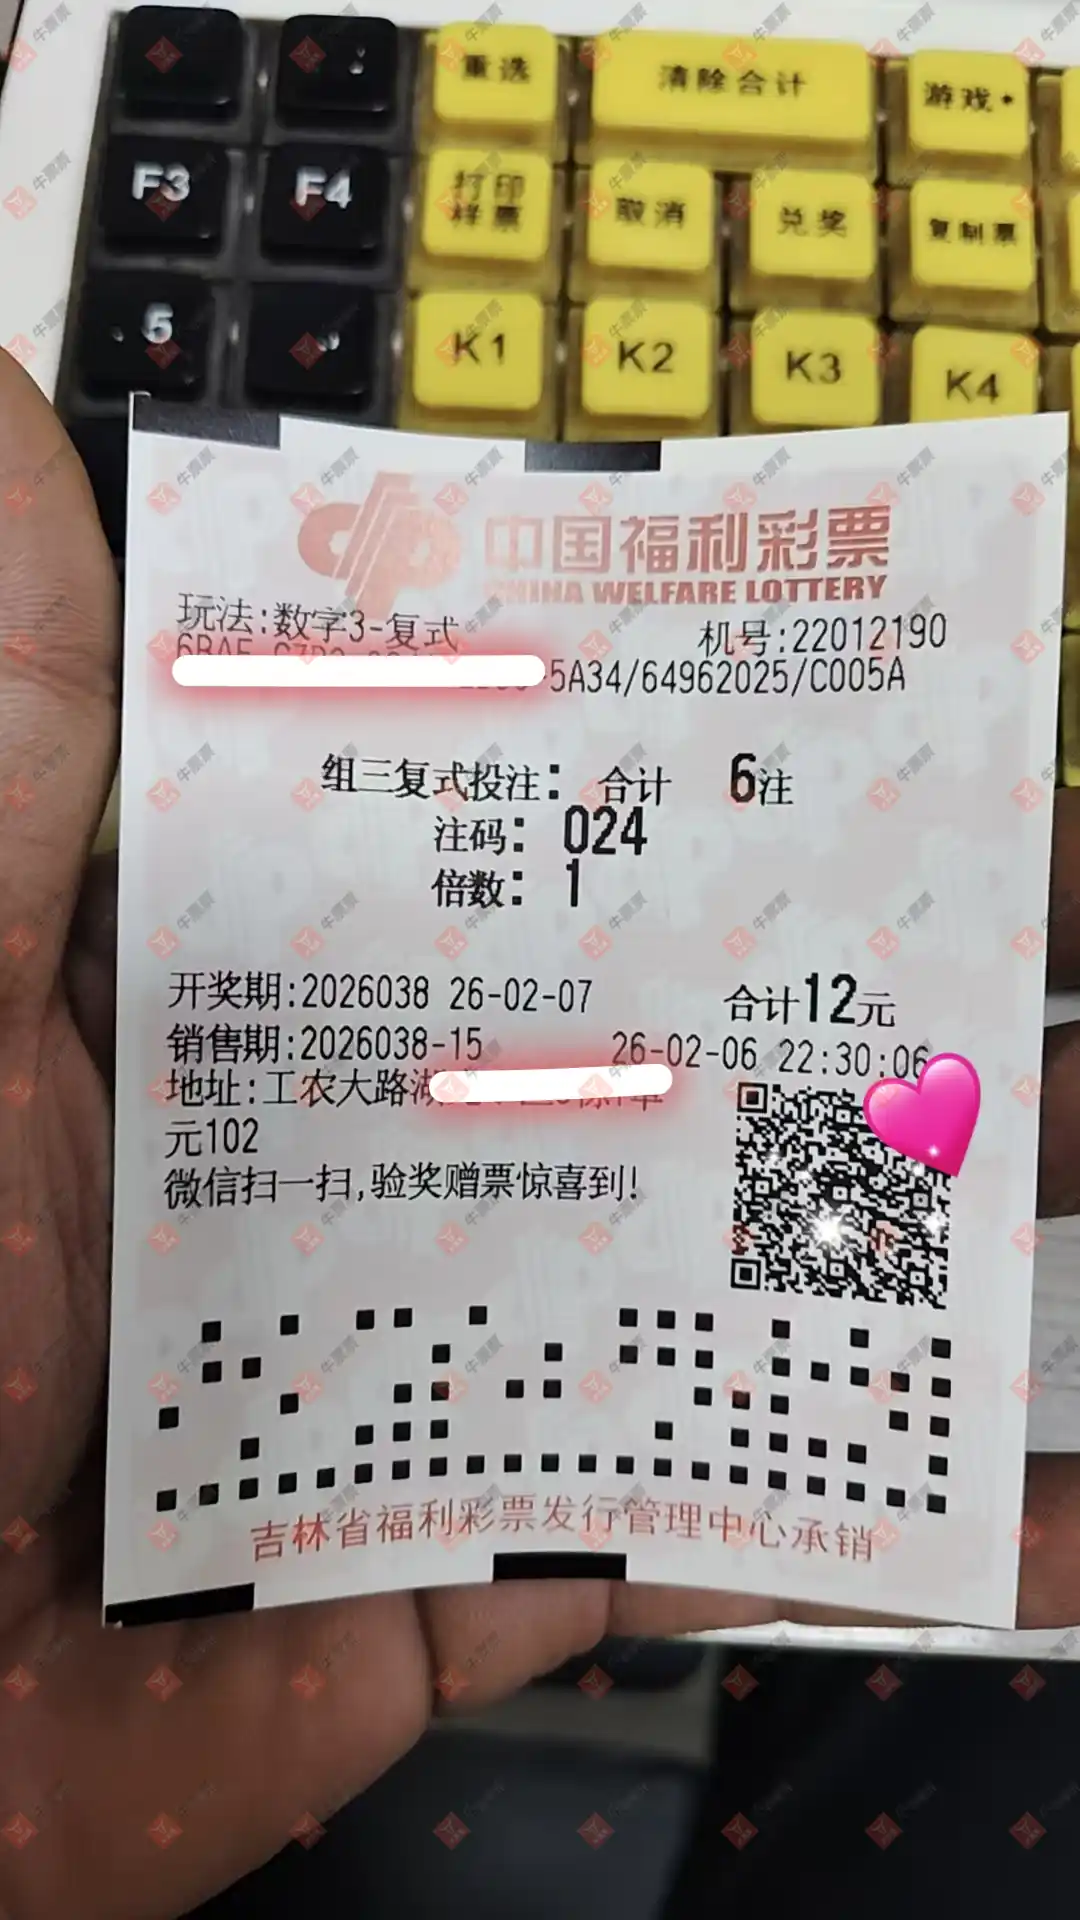 重选
清除合计
游戏·
F3
F4
打印
样票
取消
兑奖
复制票
5
K1
K2
K3
K4
中国福利彩票
CHINA WELFARE LOTTERY
玩法:数字3-复式
机号:22012190
5A34/64962025/C005A
组三复式投注: 合计 6注
注码: 024
倍数: 1
开奖期:2026038 26-02-07
合计12元
销售期:2026038-15 26-02-06 22:30:06
地址:工农大路湖
元102
微信扫一扫,验奖赠票惊喜到!
吉林省福利彩票发行管理中心承销
牛票票